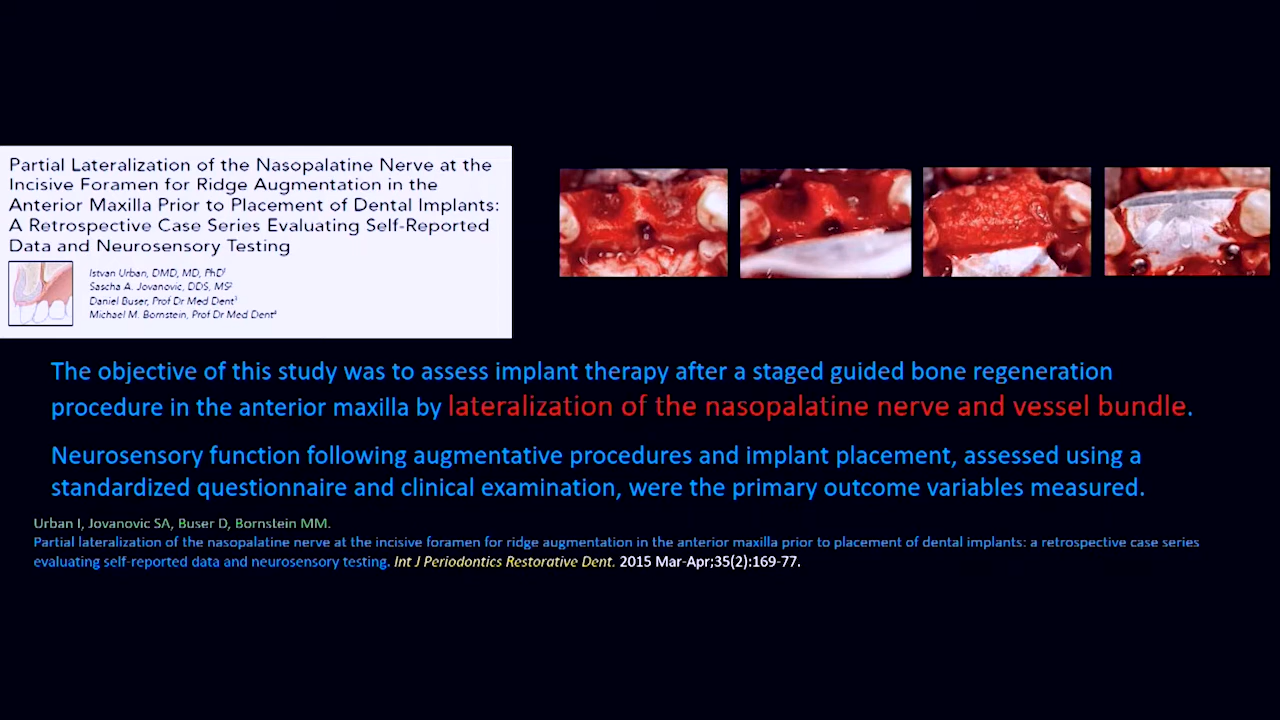 Partial Lateralization of the Nasopalatine Nerve at the
Incisive Foramen for Ridge Augmentation in the
Anterior Maxilla Prior to Placement of Dental Implants:
A Retrospective Case Series Evaluating Self-Reported
Data and Neurosensory Testing
Istvan Urban, DMD, MD, PhD¹
Sascha A. Jovanovic, DDS, MS²
Daniel Buser, Prof Dr Med Dent³
Michael M. Bornstein, Prof Dr Med Dent⁴
The objective of this study was to assess implant therapy after a staged guided bone regeneration
procedure in the anterior maxilla by lateralization of the nasopalatine nerve and vessel bundle.
Neurosensory function following augmentative procedures and implant placement, assessed using a
standardized questionnaire and clinical examination, were the primary outcome variables measured.
Urban I, Jovanovic SA, Buser D, Bornstein MM.
Partial lateralization of the nasopalatine nerve at the incisive foramen for ridge augmentation in the anterior maxilla prior to placement of dental implants: a retrospective case series
evaluating self-reported data and neurosensory testing. Int J Periodontics Restorative Dent. 2015 Mar-Apr;35(2):169-77.